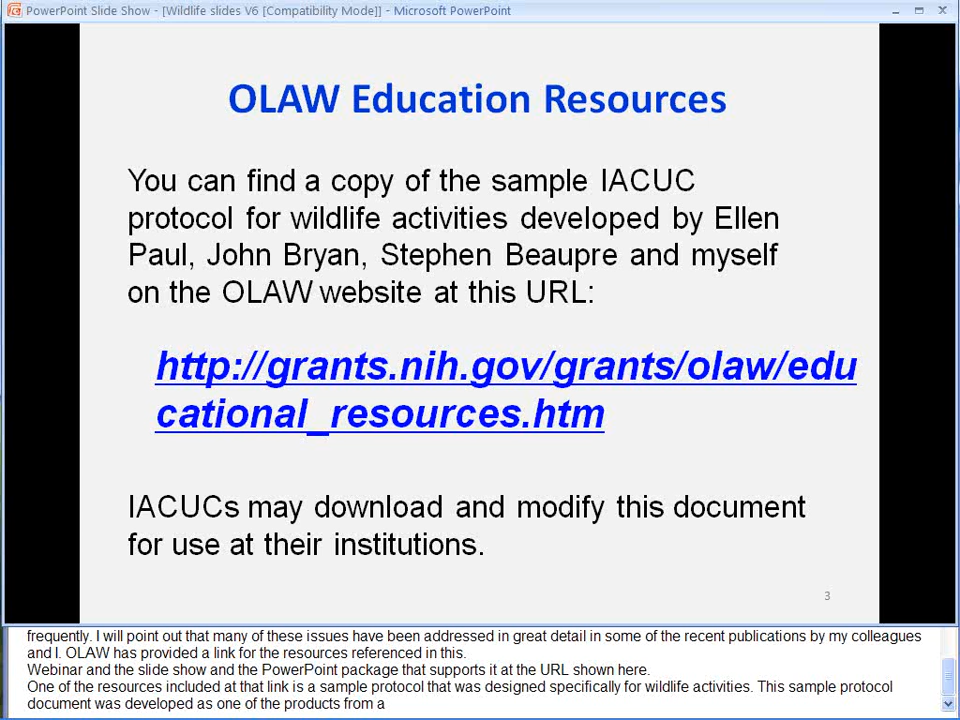 PowerPoint Slide Show - [Wildlife slides V6 [Compatibility Mode]] - Microsoft PowerPoint
OLAW Education Resources
You can find a copy of the sample IACUC
protocol for wildlife activities developed by Ellen
Paul, John Bryan, Stephen Beaupre and myself
on the OLAW website at this URL:
http://grants.nih.gov/grants/olaw/edu
cational_resources.htm
IACUCs may download and modify this document
for use at their institutions.
3
frequently. I will point out that many of these issues have been addressed in great detail in some of the recent publications by my colleagues
and I. OLAW has provided a link for the resources referenced in this.
Webinar and the slide show and the PowerPoint package that supports it at the URL shown here.
One of the resources included at that link is a sample protocol that was designed specifically for wildlife activities. This sample protocol
document was developed as one of the products from a